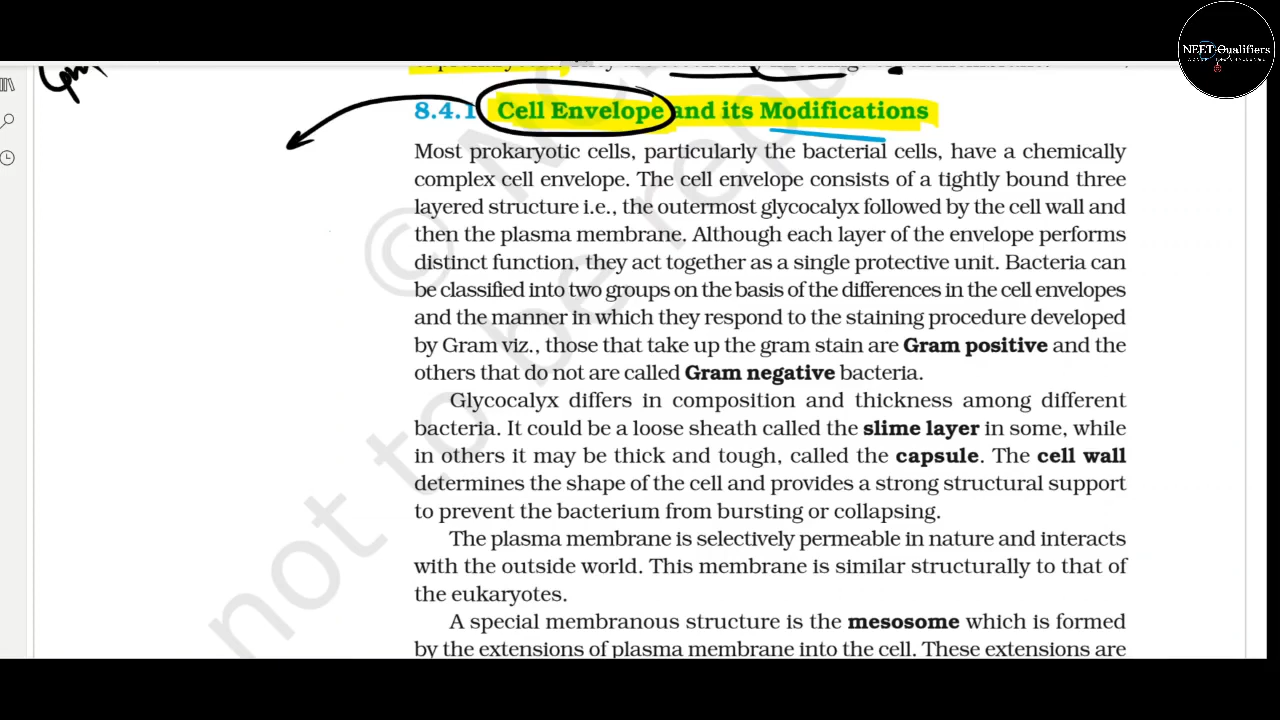 NEET Qualifiers
8.4.1 Cell Envelope and its Modifications
Most prokaryotic cells, particularly the bacterial cells, have a chemically
complex cell envelope. The cell envelope consists of a tightly bound three
layered structure i.e., the outermost glycocalyx followed by the cell wall and
then the plasma membrane. Although each layer of the envelope performs
distinct function, they act together as a single protective unit. Bacteria can
be classified into two groups on the basis of the differences in the cell envelopes
and the manner in which they respond to the staining procedure developed
by Gram viz., those that take up the gram stain are Gram positive and the
others that do not are called Gram negative bacteria.
Glycocalyx differs in composition and thickness among different
bacteria. It could be a loose sheath called the slime layer in some, while
in others it may be thick and tough, called the capsule. The cell wall
determines the shape of the cell and provides a strong structural support
to prevent the bacterium from bursting or collapsing.
The plasma membrane is selectively permeable in nature and interacts
with the outside world. This membrane is similar structurally to that of
the eukaryotes.
A special membranous structure is the mesosome which is formed
by the extensions of plasma membrane into the cell. These extensions are
©
not to be